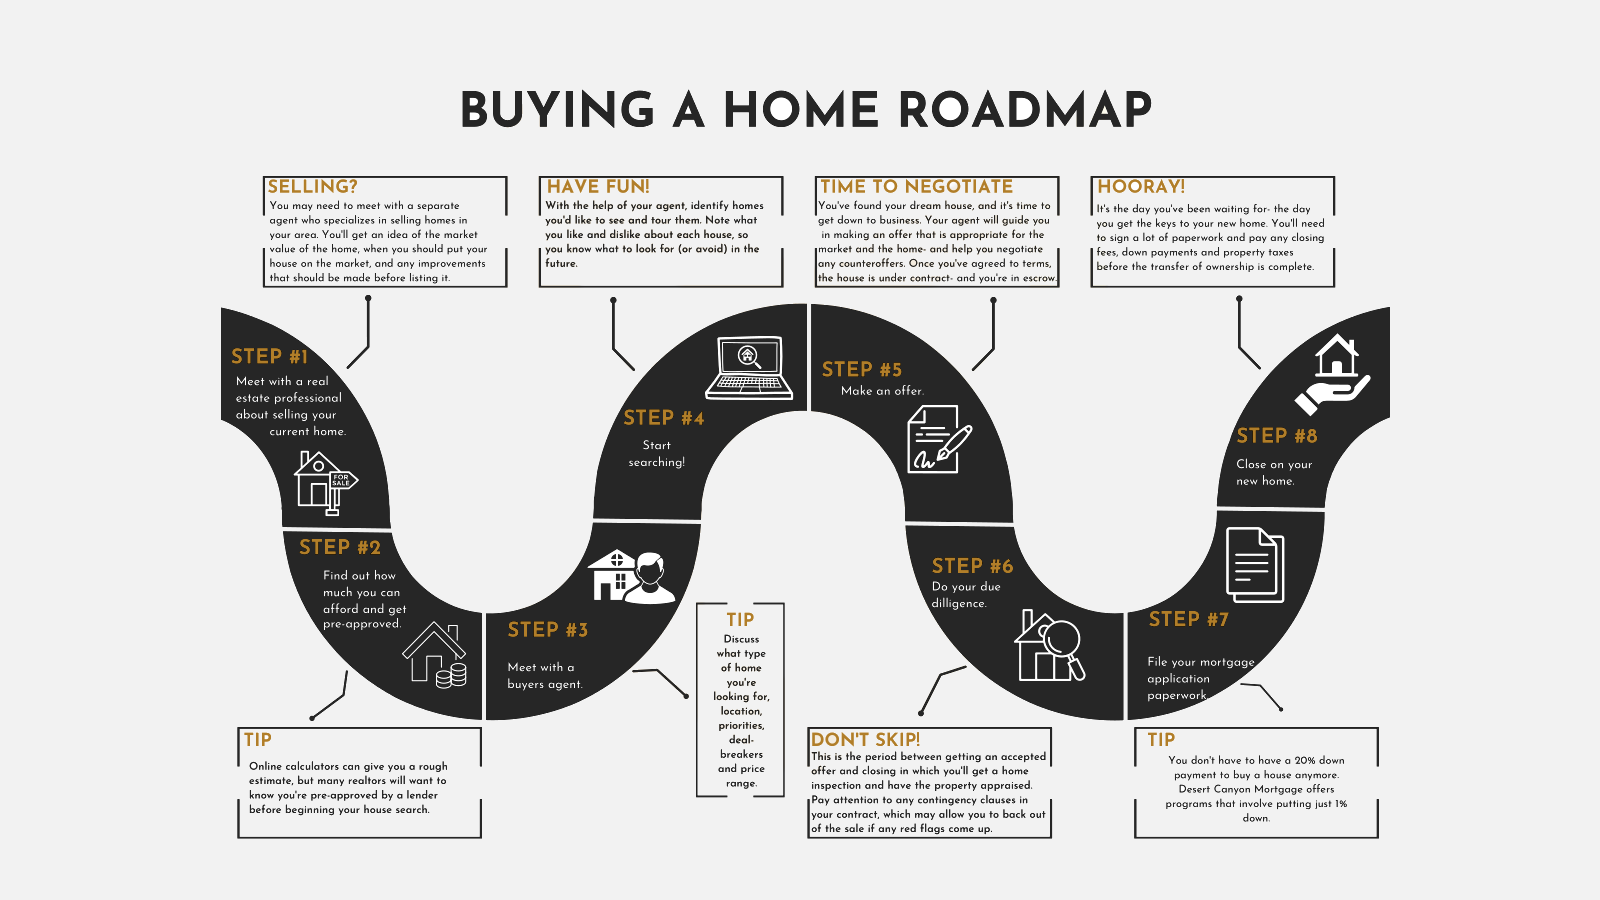 BUYING A HOME ROADMAP
SELLING?
You may need to meet with a separate
agent who specializes in selling homes in
your area. You'll get an idea of the market
value of the home, when you should put your
house on the market, and any improvements
that should be made before listing it.
HAVE FUN!
With the help of your agent, identify homes
you'd like to see and tour them. Note what
you like and dislike about each house, so
you know what to look for (or avoid) in the
future.
TIME TO NEGOTIATE
You've found your dream house, and it's time to
get down to business. Your agent will guide you
in making an offer that is appropriate for the
market and the home- and help you negotiate
any counteroffers. Once you've agreed to terms,
the house is under contract- and you're in escrow.
HOORAY!
It's the day you've been waiting for- the day
you get the keys to your new home. You'll need
to sign a lot of paperwork and pay any closing
fees, down payments and property taxes
before the transfer of ownership is complete.
STEP #1
Meet with a real
estate professional
about selling your
current home.
FOR
SALE
STEP #2
Find out how
much you can
afford and get
pre-approved.
STEP #3
Meet with a
buyers agent.
STEP #4
Start
searching!
STEP #5
Make an offer.
STEP #6
Do your due
dilligence.
STEP #7
File your mortgage
application
paperwork.
STEP #8
Close on your
new home.
TIP
Online calculators can give you a rough
estimate, but many realtors will want to
know you're pre-approved by a lender
before beginning your house search.
TIP
Discuss
what type
of home
you're
looking for,
location,
priorities,
deal-
breakers
and price
range.
DON'T SKIP!
This is the period between getting an accepted
offer and closing in which you'll get a home
inspection and have the property appraised.
Pay attention to any contingency clauses in
your contract, which may allow you to back out
of the sale if any red flags come up.
TIP
You don't have to have a 20% down
payment to buy a house anymore.
Desert Canyon Mortgage offers
programs that involve putting just 1%
down.